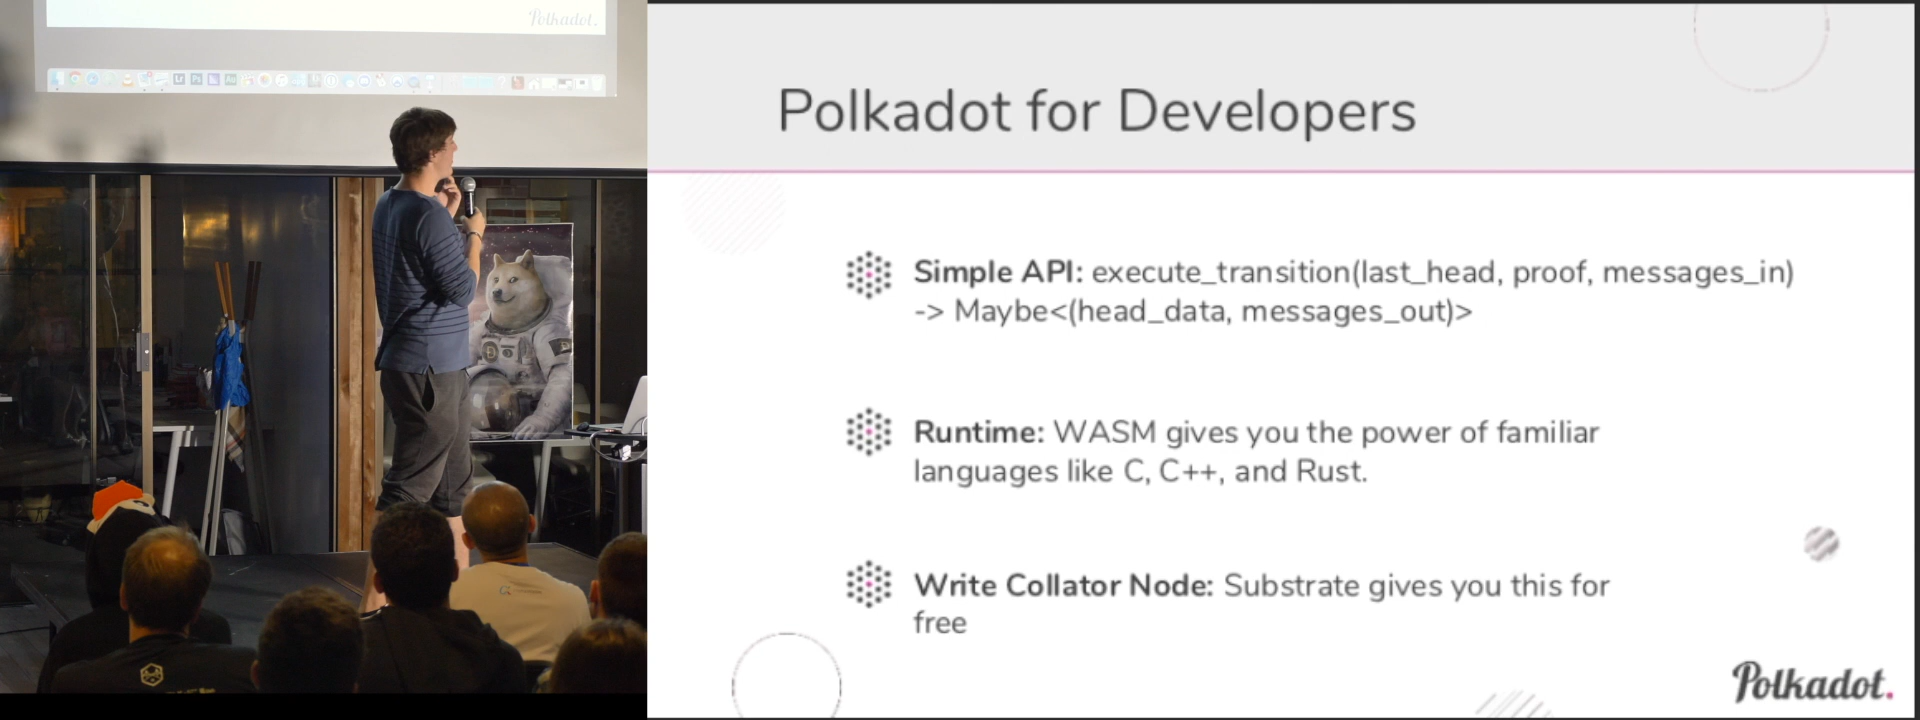 Polkadot.
Polkadot for Developers
Simple API: execute_transition(last_head, proof, messages_in)
-> Maybe<(head_data, messages_out)>
Runtime: WASM gives you the power of familiar
languages like C, C++, and Rust.
Write Collator Node: Substrate gives you this for
free
Polkadot.